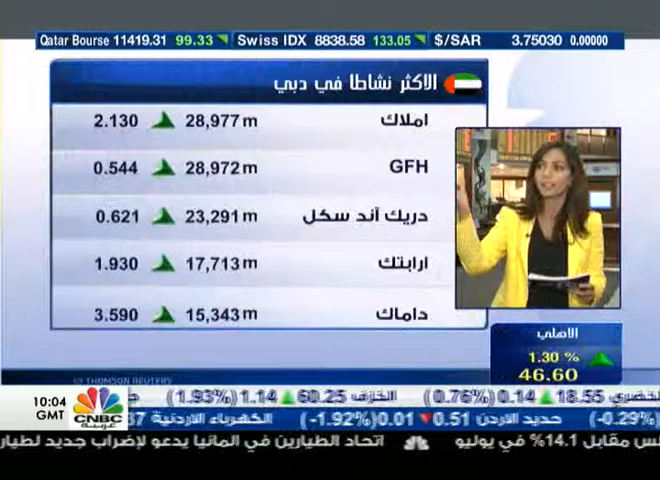 Qatar Bourse 11419.31 99.33 Swiss IDX 8838.58 133.05 $/SAR 3.75030 0.00000
الاكثر نشاطا في دبي
املاك 28,977m 2.130
GFH 28,972m 0.544
دريك آند سكل 23,291m 0.621
ارابتك 17,713m 1.930
داماك 15,343m 3.590
الاهلي
1.30 %
46.60
© THOMSON REUTERS
18.55 0.14 (0.76%) الخزف 60.25 1.14 (1.93%)
(-0.29%) حديد الاردن 0.51 0.01 (-1.92%) الكهرباء الاردنية
10:04
GMT
CNBC
عربية
مقابل 14.1% في يوليو اتحاد الطيارين في المانيا يدعو لإضراب جديد لطيار